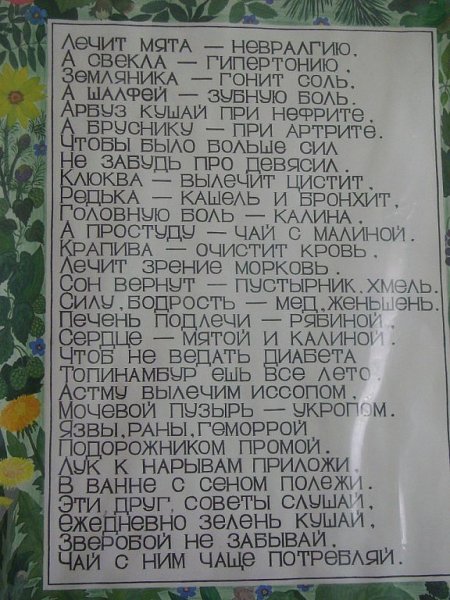 Лечит мята — невралгию,
А свекла — гипертонию,
Земляника — гонит соль,
А шалфей — зубную боль.
Арбуз кушай при нефрите,
А бруснику — при артрите.
Чтобы было больше сил
Не забудь про девясил.
Клюква — вылечит цистит,
Редька — кашель и бронхит,
Головную боль — калина,
А простуду — чай с малиной.
Крапива — очистит кровь,
Лечит зрение морковь.
Сон вернут — пустырник, хмель.
Силу, бодрость — мед, женьшень.
Печень подлечи — рябиной,
Сердце — мятой и калиной.
Чтоб не ведать диабета
Топинамбур ешь все лето.
Астму вылечим иссопом,
Мочевой пузырь — укропом.
Язвы, раны, геморрой
Подорожником промой.
Лук к нарывам приложи,
В ванне с сеном полежи.
Эти друг, советы слушай,
Ежедневно зелень кушай,
Зверобой не забывай,
Чай с ним чаще потребляй.